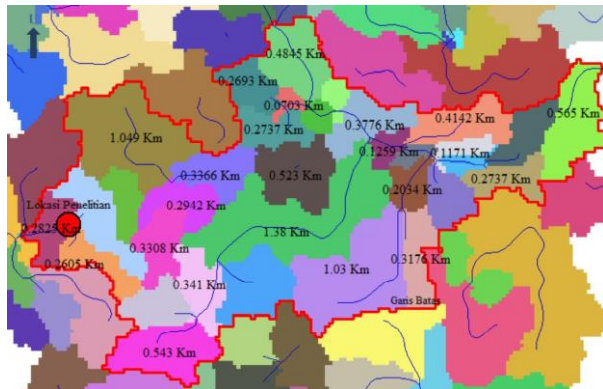 0.4845 Km
0.2693 Km
0.565 Km
0.0703 Km
0.4142 Km
0.3776 Km
0.2737 Km
1.049 Km
0.1259 Km
0.1171 Km
0.523 Km
0.3366 Km
0.2737 Km
0.2034 Km
0.2942 Km
Lokasi Penelitian
0.2825 Km
1.38 Km
0.3308 Km
0.3176 Km
0.2605 Km
1.03 Km
0.341 Km
Garis Batas
0.543 Km